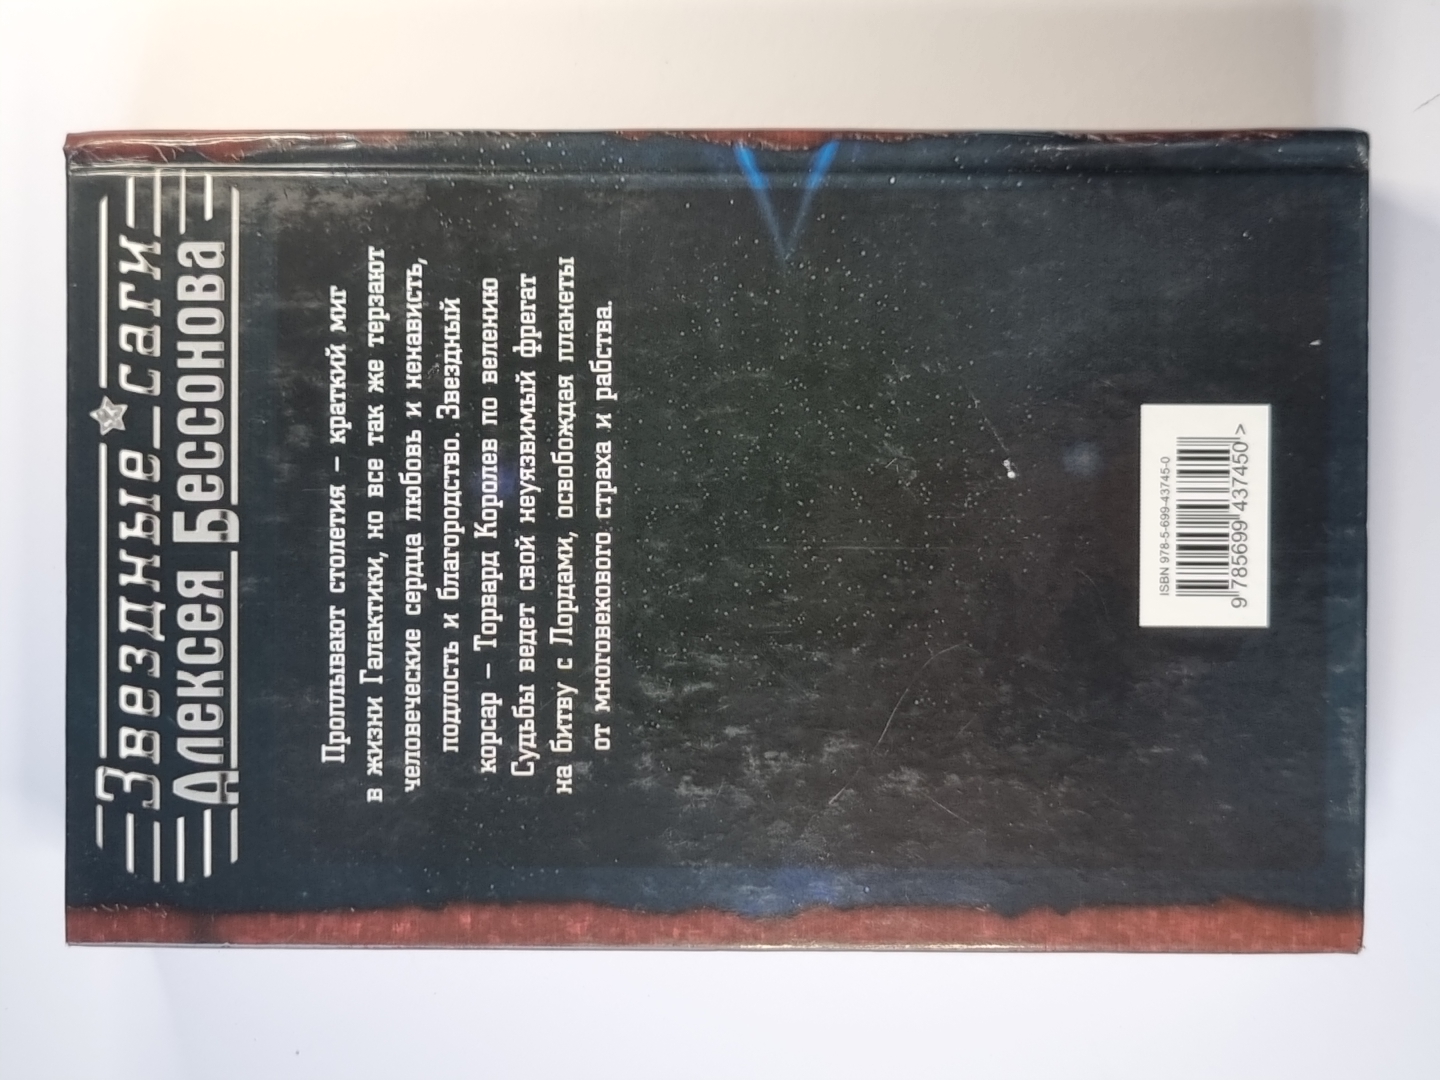 Звездные саги
Алексея Бессонова
Проплывают столетия – краткий миг
в жизни Галактики, но все так же терзают
человеческие сердца любовь и ненависть,
подлость и благородство. Звездный
корсар – Торвард Королев по велению
Судьбы ведет свой неуязвимый фрегат
на битву с Лордами, освобождая планеты
от многовекового страха и рабства.
ISBN 978-5-699-43745-0
9 785699 437450 >